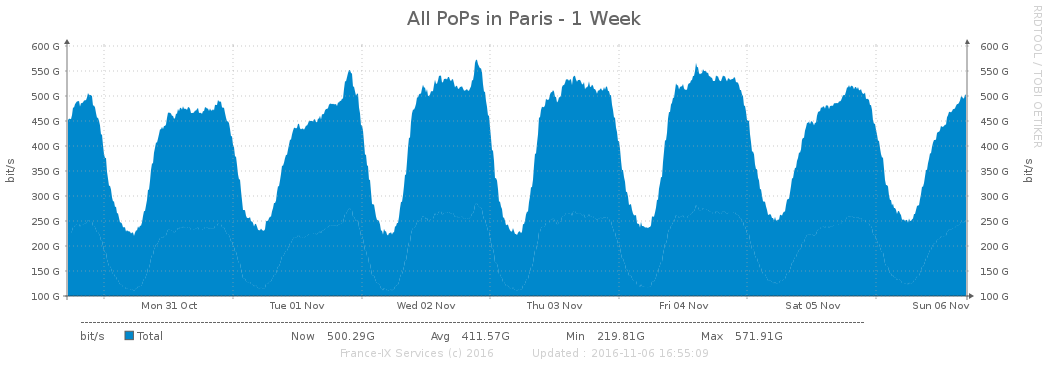 All PoPs in Paris - 1 Week
RRDTOOL / TOBI OETIKER
600 G 600 G
550 G 550 G
500 G 500 G
450 G 450 G
400 G 400 G
350 G 350 G
300 G 300 G
250 G 250 G
200 G 200 G
150 G 150 G
100 G 100 G
bit/s
bit/s
Mon 31 Oct Tue 01 Nov Wed 02 Nov Thu 03 Nov Fri 04 Nov Sat 05 Nov Sun 06 Nov
bit/s Total Now 500.29G Avg 411.57G Min 219.81G Max 571.91G
France-IX Services (c) 2016 Updated : 2016-11-06 16:55:09